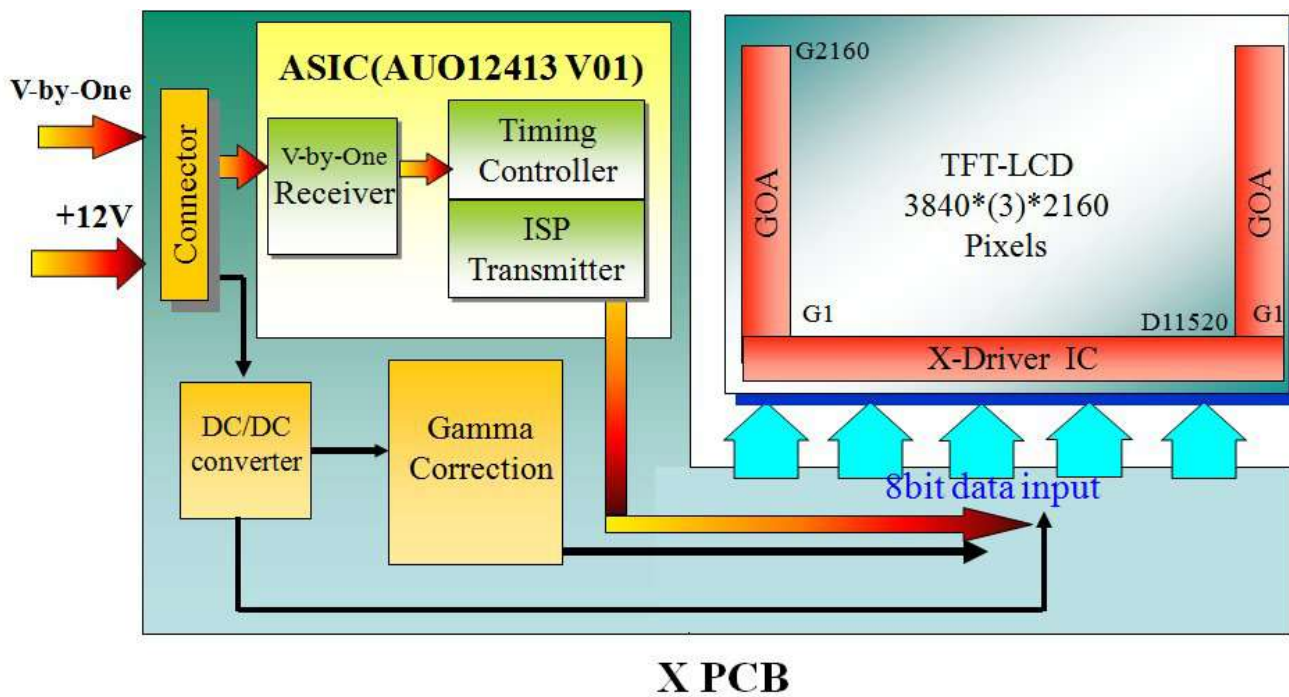 V-by-One
+12V
Connector
ASIC(AUO12413 V01)
V-by-One
Receiver
Timing
Controller
ISP
Transmitter
DC/DC
converter
Gamma
Correction
G2160
GOA
TFT-LCD
3840*(3)*2160
Pixels
GOA
G1
D11520
G1
X-Driver IC
8bit data input
X PCB